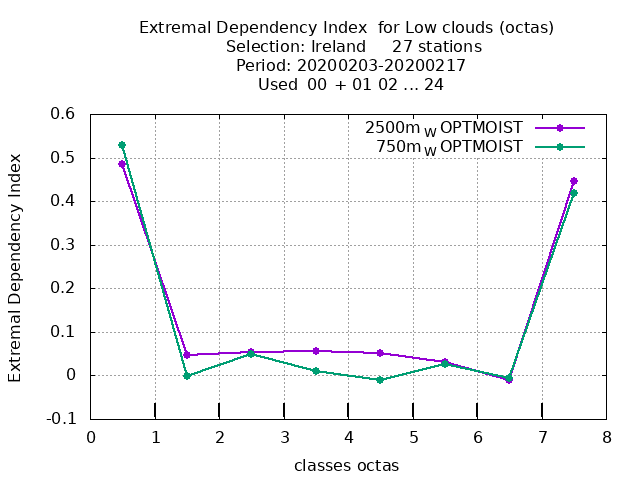 Extremal Dependency Index  for Low clouds (octas)
Selection: Ireland     27 stations
Period: 20200203-20200217
Used  00  + 01 02 ... 24
2500m_W OPTMOIST
750m_W OPTMOIST
Extremal Dependency Index
0.6
0.5
0.4
0.3
0.2
0.1
0
-0.1
0 1 2 3 4 5 6 7 8
classes octas